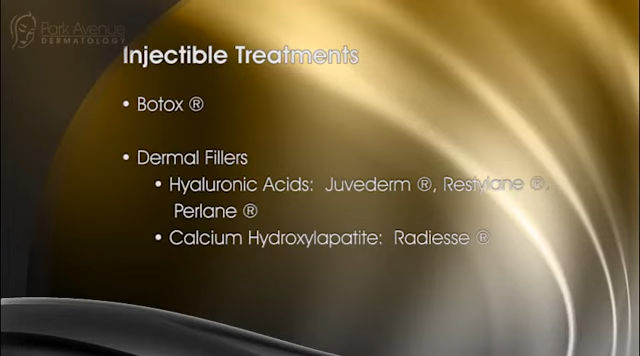 Park Avenue
DERMATOLOGY
Injectible Treatments
• Botox ®
• Dermal Fillers
• Hyaluronic Acids: Juvederm ®, Restylane ®,
Perlane ®
• Calcium Hydroxylapatite: Radiesse ®